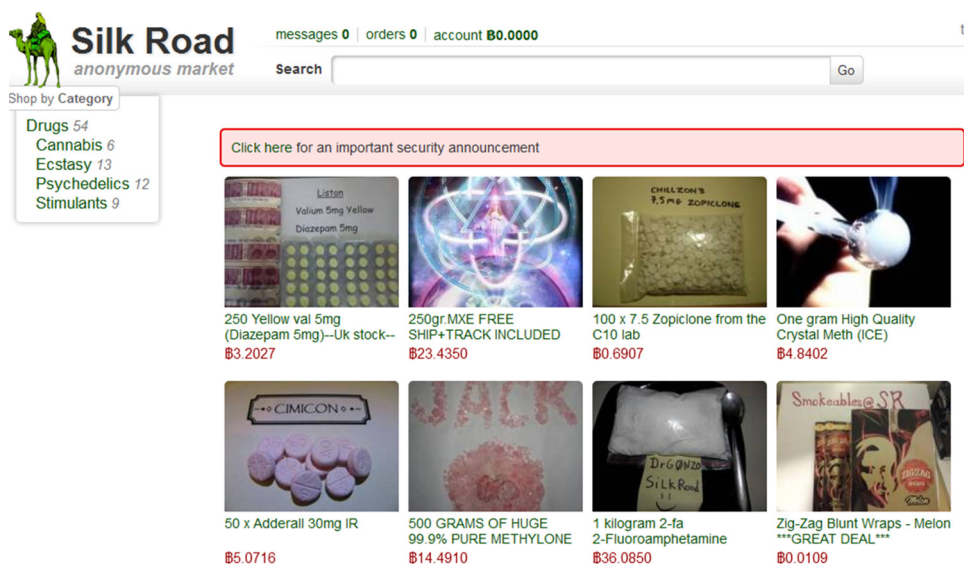 Silk Road
anonymous market
messages 0 | orders 0 | account ฿0.0000
Search
Go
Shop by Category
Drugs 54
Cannabis 6
Ecstasy 13
Psychedelics 12
Stimulants 9
Click here for an important security announcement
Liston
Valium 5mg Yellow
Diazepam 5mg
CHILLZON3
7,5MG ZOPICLONE
250 Yellow val 5mg
(Diazepam 5mg)--Uk stock--
฿3.2027
250gr.MXE FREE
SHIP+TRACK INCLUDED
฿23.4350
100 x 7.5 Zopiclone from the
C10 lab
฿0.6907
One gram High Quality
Crystal Meth (ICE)
฿4.8402
CIMICON
JACK
DrGØNZO
SilkRoad
Smokeables@SR
ZIGZAG
Melon
50 x Adderall 30mg IR
฿5.0716
500 GRAMS OF HUGE
99.9% PURE METHYLONE
฿14.4910
1 kilogram 2-fa
2-Fluoroamphetamine
฿36.0850
Zig-Zag Blunt Wraps - Melon
***GREAT DEAL***
฿0.0109